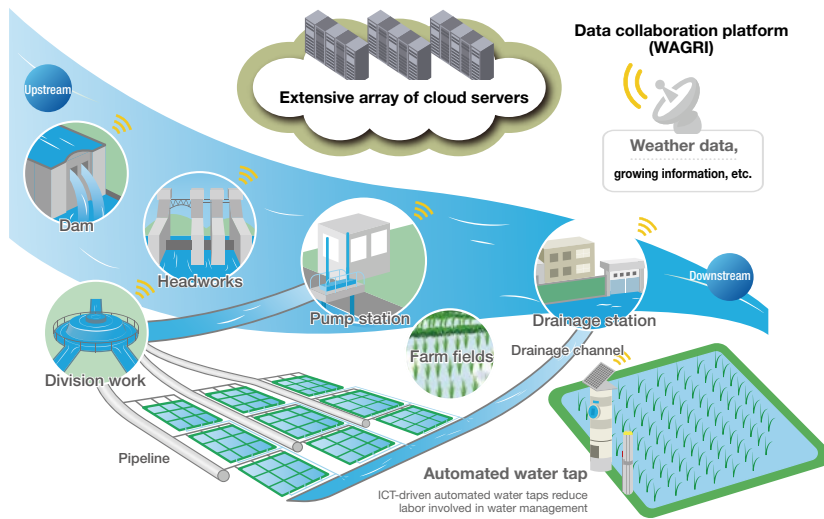 Data collaboration platform
(WAGRI)
Extensive array of cloud servers
Upstream
Weather data,
growing information, etc.
Dam
Headworks
Downstream
Pump station
Drainage station
Drainage channel
Farm fields
Division work
Pipeline
Automated water tap
ICT-driven automated water taps reduce
labor involved in water management